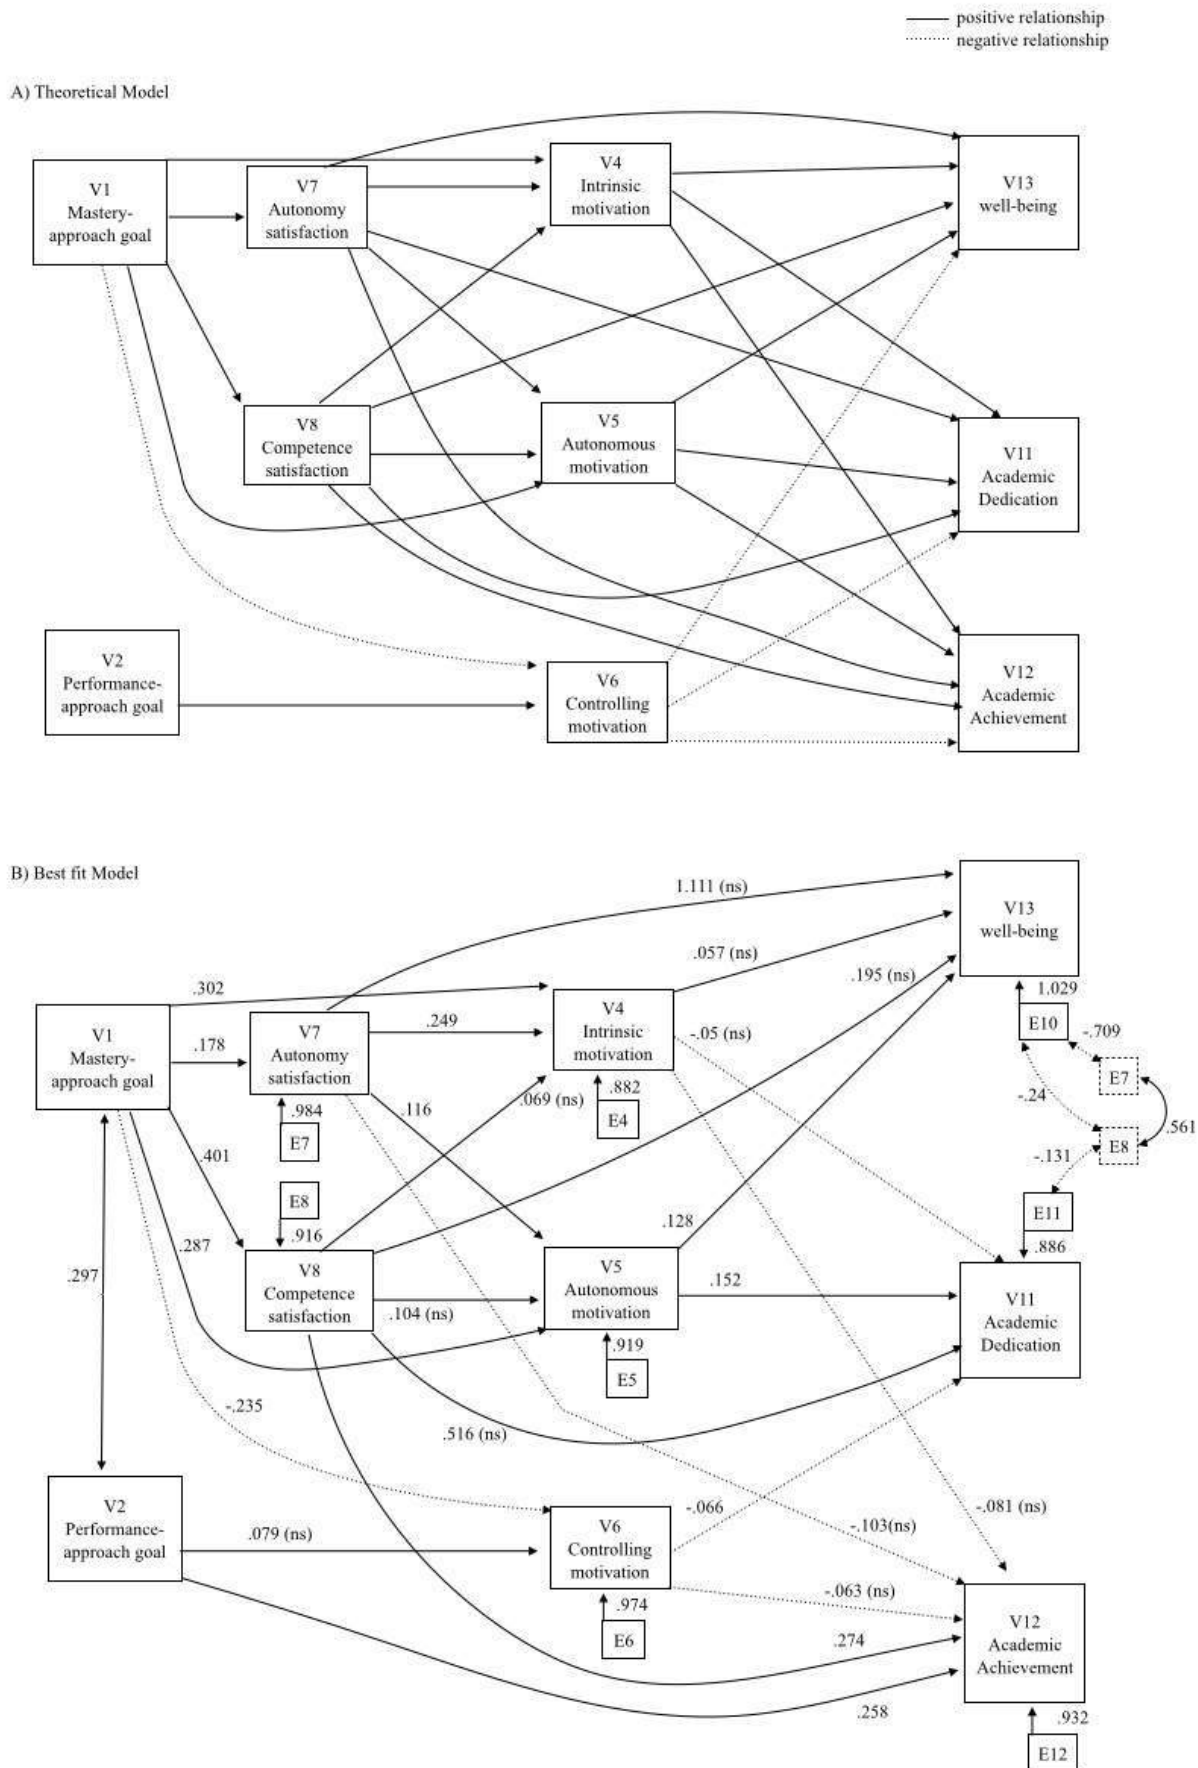 positive relationship
negative relationship
A) Theoretical Model
V1
Mastery-
approach goal
V7
Autonomy
satisfaction
V4
Intrinsic
motivation
V13
well-being
V8
Competence
satisfaction
V5
Autonomous
motivation
V11
Academic
Dedication
V2
Performance-
approach goal
V6
Controlling
motivation
V12
Academic
Achievement
B) Best fit Model
1.111 (ns)
V13
well-being
.057 (ns)
.195 (ns)
.302
1.029
E10
V1
Mastery-
approach goal
.178
V7
Autonomy
satisfaction
.249
V4
Intrinsic
motivation
-.05 (ns)
-.709
E7
.984
E7
.116
.069 (ns)
.882
E4
-.24
.561
E8
-.131
.401
E8
.916
E11
.886
.287
.297
V8
Competence
satisfaction
.104 (ns)
V5
Autonomous
motivation
.128
.152
V11
Academic
Dedication
.919
E5
-.235
.516 (ns)
V2
Performance-
approach goal
.079 (ns)
V6
Controlling
motivation
-.066
-.103(ns)
-.081 (ns)
.974
E6
-.063 (ns)
.274
.258
V12
Academic
Achievement
.932
E12